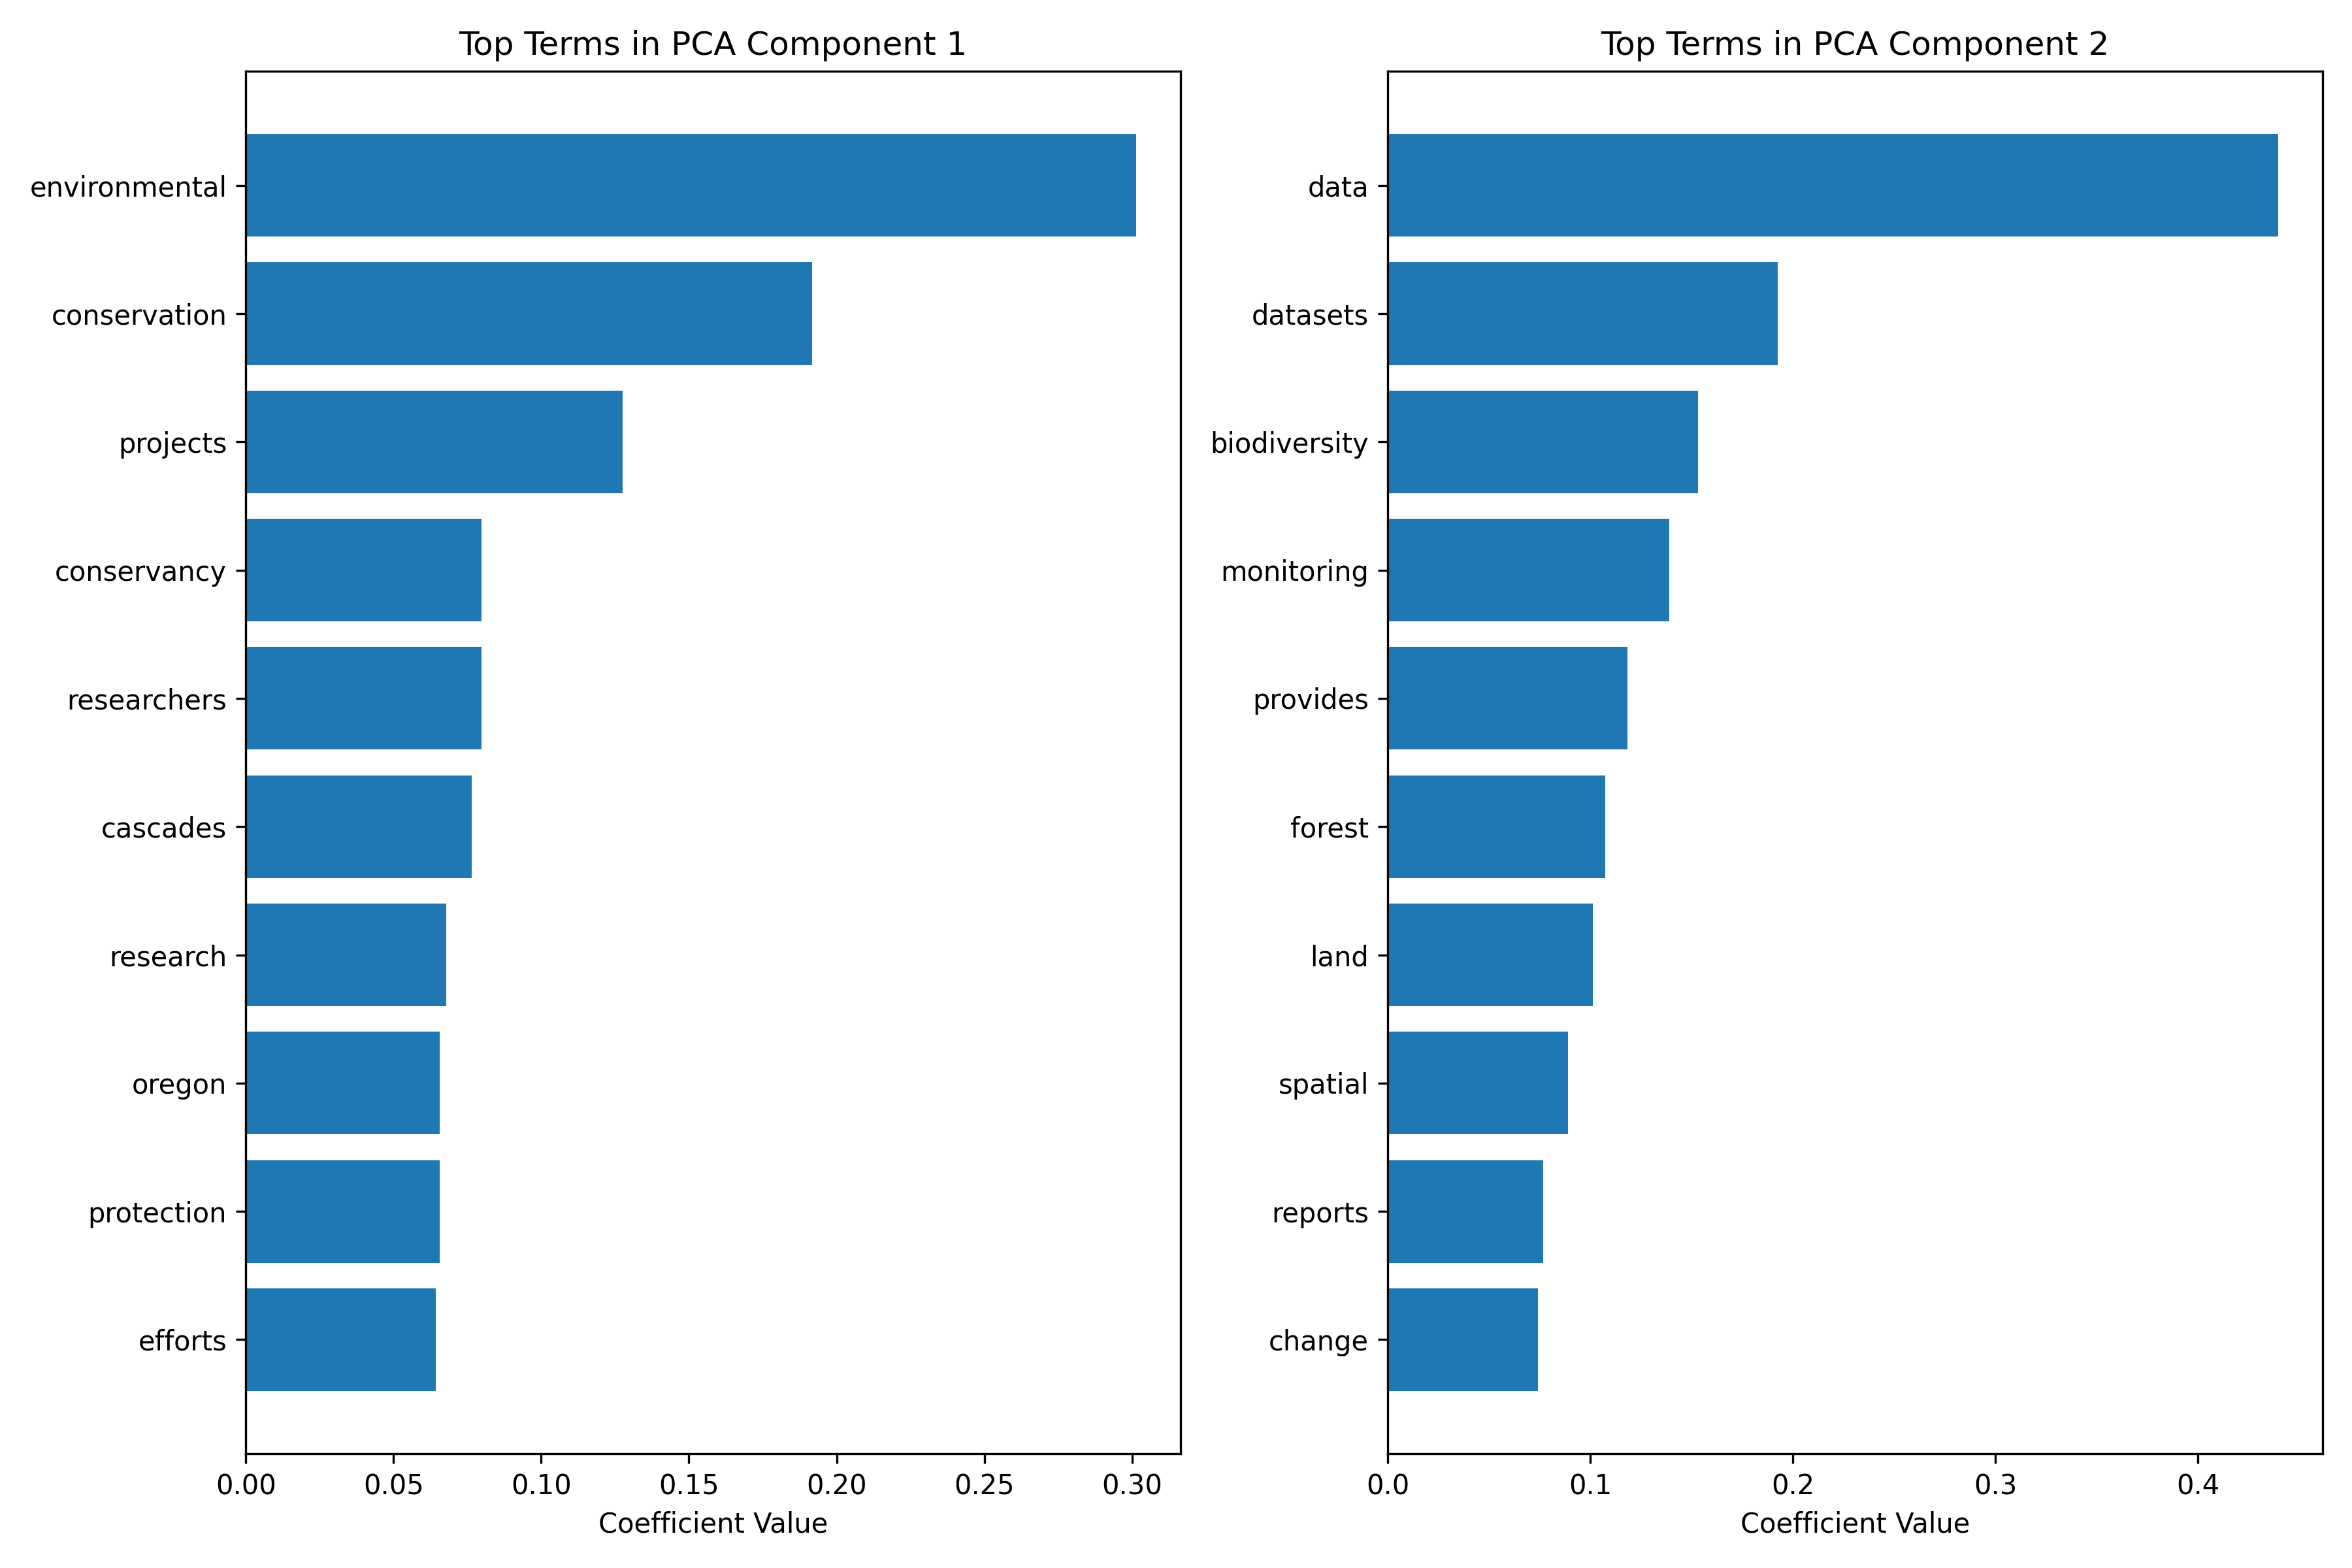 Top Terms in PCA Component 1
environmental
conservation
projects
conservancy
researchers
cascades
research
oregon
protection
efforts
0.00 0.05 0.10 0.15 0.20 0.25 0.30
Coefficient Value
Top Terms in PCA Component 2
data
datasets
biodiversity
monitoring
provides
forest
land
spatial
reports
change
0.0 0.1 0.2 0.3 0.4
Coefficient Value